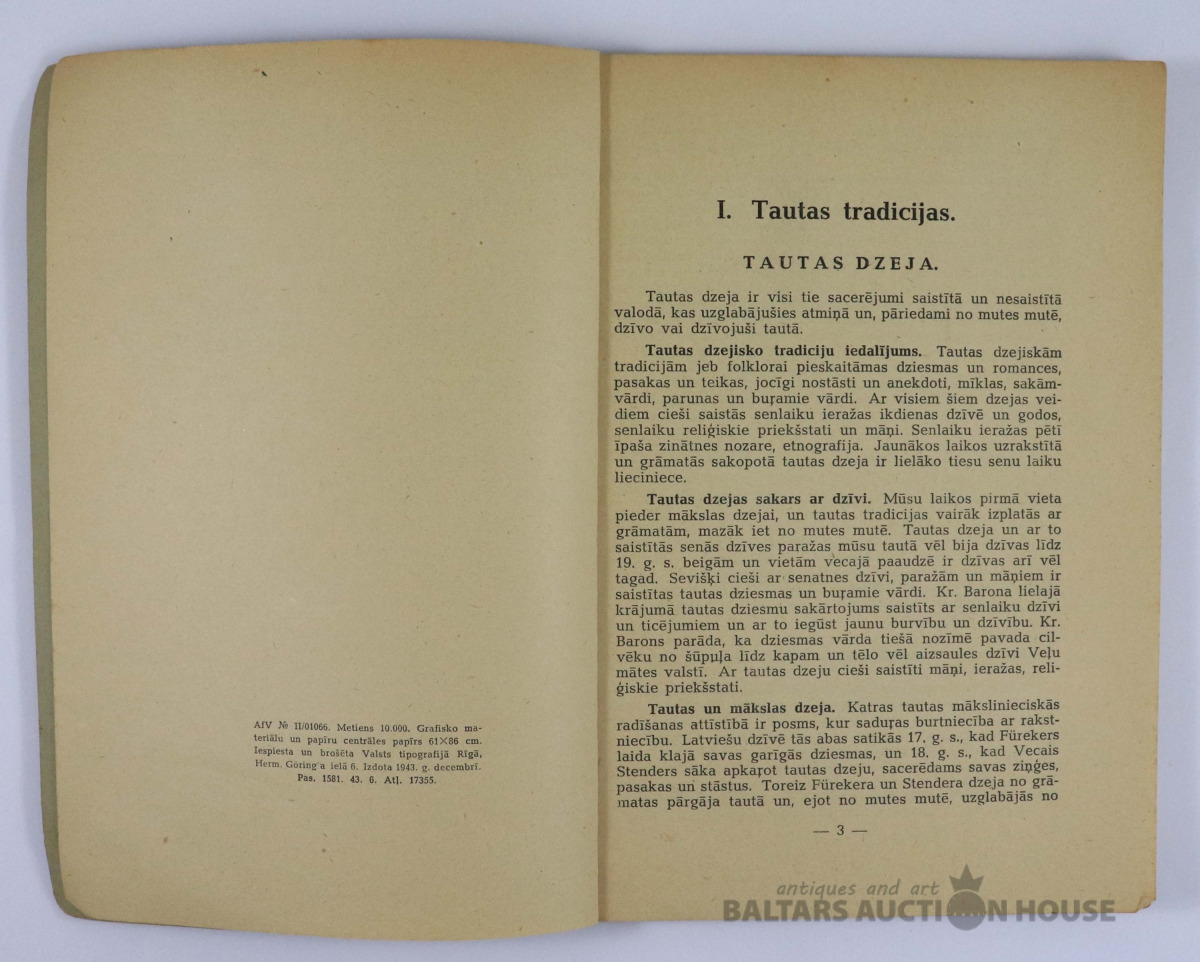 AfV № II/01066. Metiens 10.000. Grafisko ma-
teriālu un papīru centrāles papīrs 61×86 cm.
Iespiesta un brošēta Valsts tipografijā Rīgā,
Herm. Göring'a ielā 6. Izdota 1943. g. decembrī.
Pas. 1581. 43. 6. Atļ. 17355.
I. Tautas tradicijas.
TAUTAS DZEJA.
Tautas dzeja ir visi tie sacerējumi saistītā un nesaistītā
valodā, kas uzglabājušies atmiņā un, pāriedami no mutes mutē,
dzīvo vai dzīvojuši tautā.
Tautas dzejisko tradiciju iedalījums. Tautas dzejiskām
tradicijām jeb folklorai pieskaitāmas dziesmas un romances,
pasakas un teikas, jocīgi nostāsti un anekdoti, mīklas, sakām-
vārdi, parunas un buŗamie vārdi. Ar visiem šiem dzejas vei-
diem cieši saistās senlaiku ieražas ikdienas dzīvē un godos,
senlaiku reliģiskie priekšstati un māņi. Senlaiku ieražas pētī
īpaša zinātnes nozare, etnografija. Jaunākos laikos uzrakstītā
un grāmatās sakopotā tautas dzeja ir lielāko tiesu senu laiku
lieciniece.
Tautas dzejas sakars ar dzīvi. Mūsu laikos pirmā vieta
pieder mākslas dzejai, un tautas tradicijas vairāk izplatās ar
grāmatām, mazāk iet no mutes mutē. Tautas dzeja un ar to
saistītās senās dzīves paražas mūsu tautā vēl bija dzīvas līdz
19. g. s. beigām un vietām vecajā paaudzē ir dzīvas arī vēl
tagad. Sevišķi cieši ar senatnes dzīvi, paražām un māņiem ir
saistītas tautas dziesmas un buŗamie vārdi. Kr. Barona lielajā
krājumā tautas dziesmu sakārtojums saistīts ar senlaiku dzīvi
un ticējumiem un ar to iegūst jaunu burvību un dzīvību. Kr.
Barons parāda, ka dziesmas vārda tiešā nozīmē pavada cil-
vēku no šūpuļa līdz kapam un tēlo vēl aizsaules dzīvi Veļu
mātes valstī. Ar tautas dzeju cieši saistīti māņi, ieražas, reli-
ģiskie priekšstati.
Tautas un mākslas dzeja. Katras tautas mākslinieciskās
radīšanas attīstībā ir posms, kur saduŗas burtniecība ar rakst-
niecību. Latviešu dzīvē tās abas satikās 17. g. s., kad Fürekers
laida klajā savas garīgās dziesmas, un 18. g. s., kad Vecais
Stenders sāka apkaŗot tautas dzeju, sacerēdams savas ziņģes,
pasakas un stāstus. Toreiz Fürekera un Stendera dzeja no grā-
matas pārgāja tautā un, ejot no mutes mutē, uzglabājās no
— 3 —
antiques and art
BALTARS AUCTION HOUSE